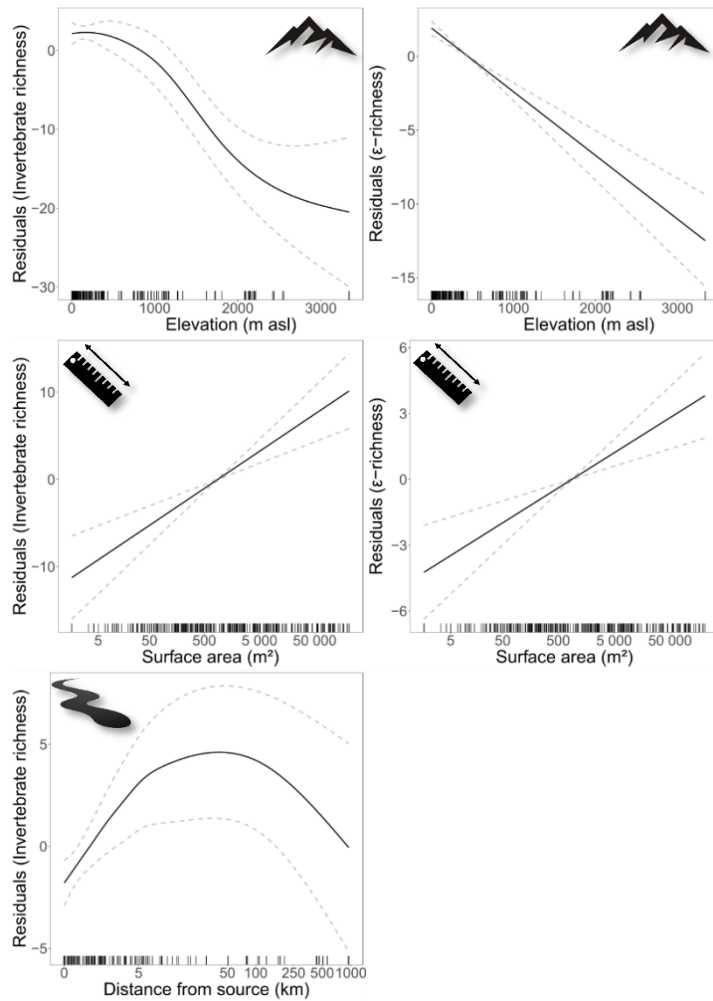 Residuals (Invertebrate richness)
0
−10
−20
−30
0 1000 2000 3000
Elevation (m asl)
Residuals (ε−richness)
0
−5
−10
−15
0 1000 2000 3000
Elevation (m asl)
Residuals (Invertebrate richness)
10
0
−10
5 50 500 5 000 50 000
Surface area (m²)
Residuals (ε−richness)
6
3
0
−3
−6
5 50 500 5 000 50 000
Surface area (m²)
Residuals (Invertebrate richness)
5
0
−5
0 5 50 100 250 500 1000
Distance from source (km)